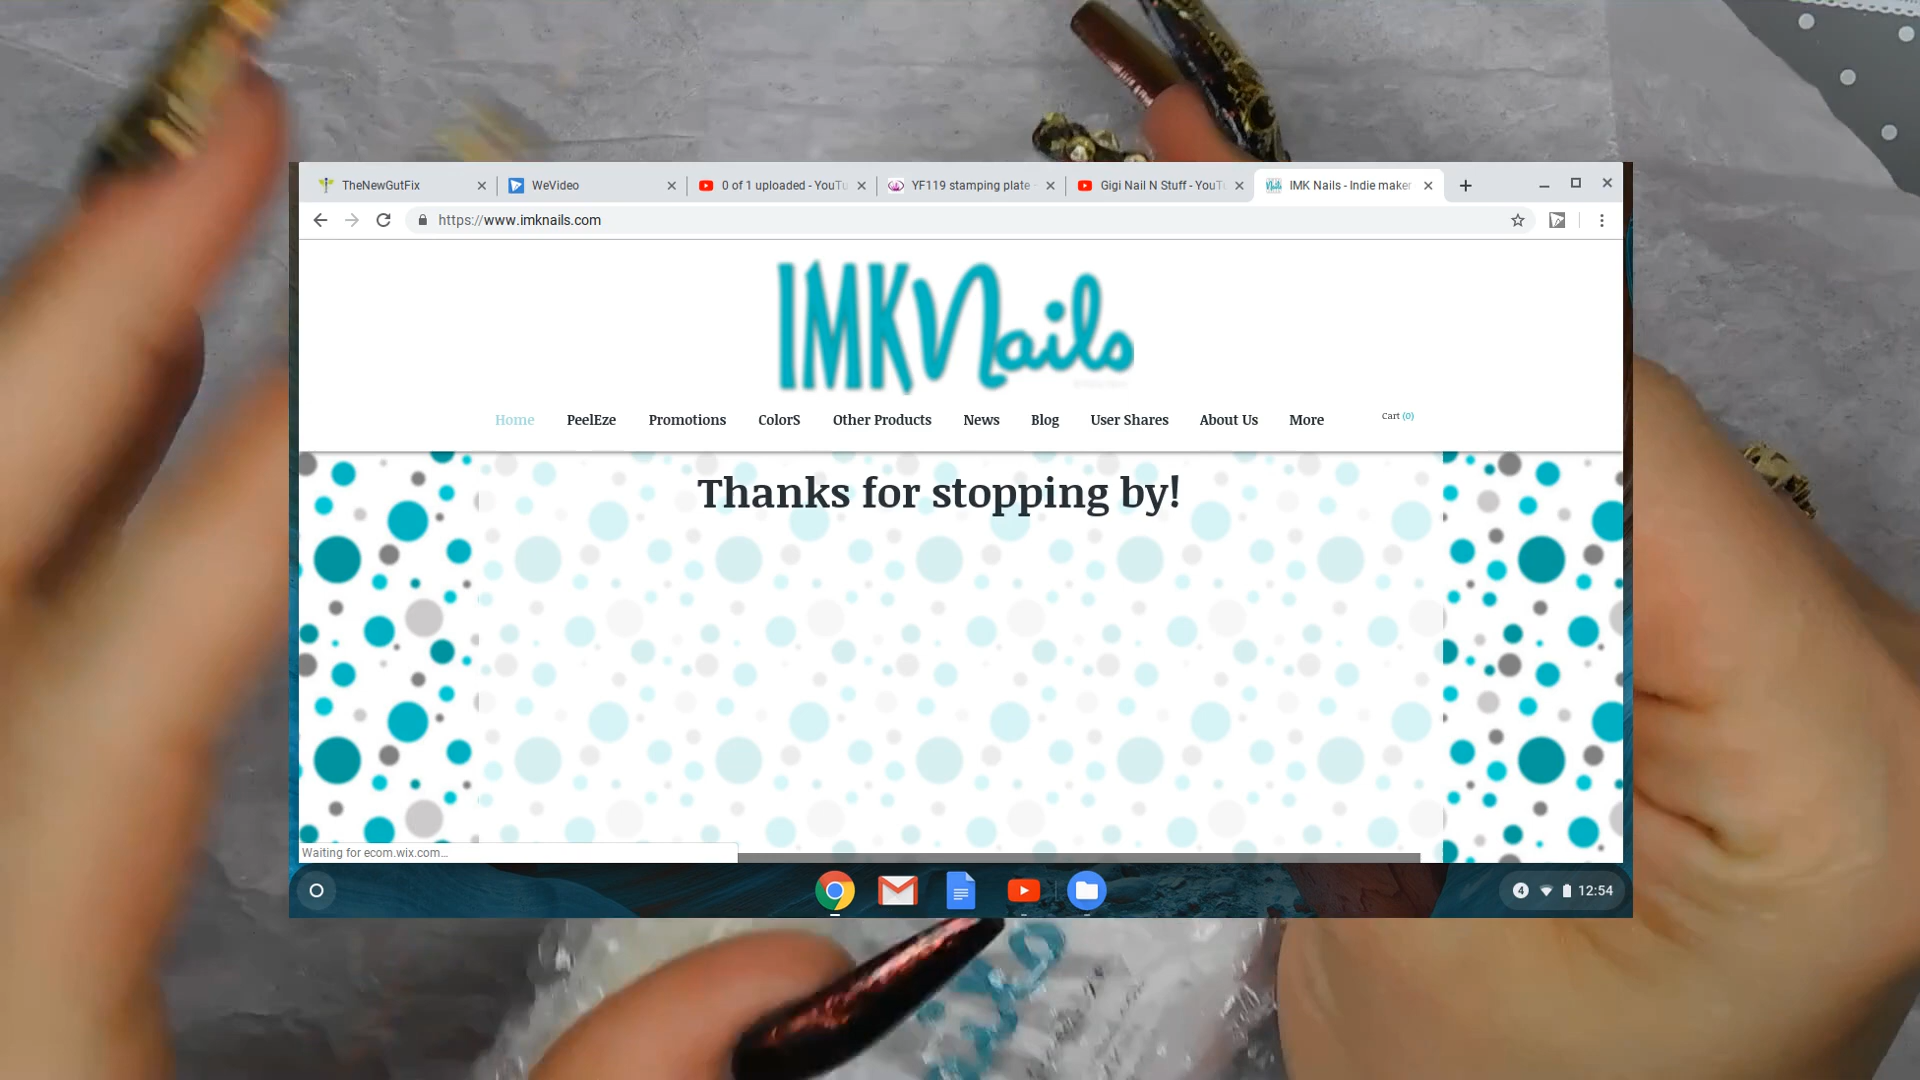 TheNewGutFix
WeVideo
0 of 1 uploaded - YouTu
YF119 stamping plate -
Gigi Nail N Stuff - YouTu
IMK Nails - Indie maker
https://www.imknails.com
IMKNails
Home PeelEze Promotions ColorS Other Products News Blog User Shares About Us More Cart (0)
Thanks for stopping by!
Waiting for ecom.wix.com...
4 12:54